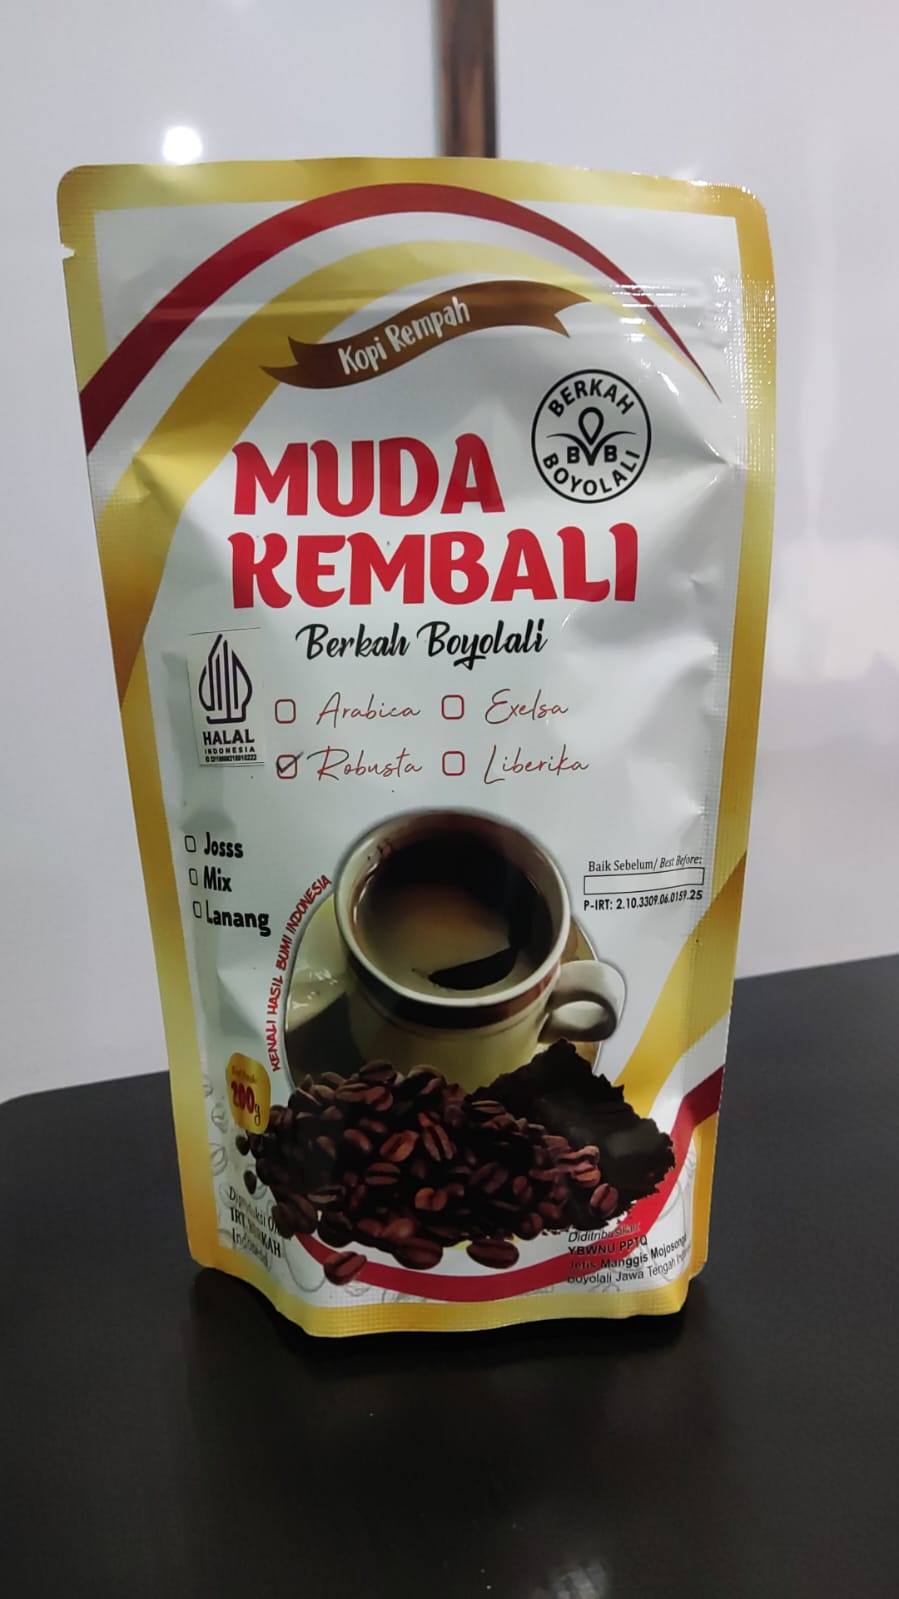 Kopi Rempah
BERKAH
BVB
BOYOLALI
MUDA
KEMBALI
Berkah Boyolali
HALAL
INDONESIA
Arabica
Exelsa
Robusta
Liberika
Josss
Mix
Lanang
KENALI HASIL BUMI INDONESIA
Baik Sebelum/ Best Before:
P-IRT: 2.10.3309.06.0159.25
200g
Diditribusikan
YBWNU PPTQ
Jetis Manggis Mojosongo
Boyolali Jawa Tengah